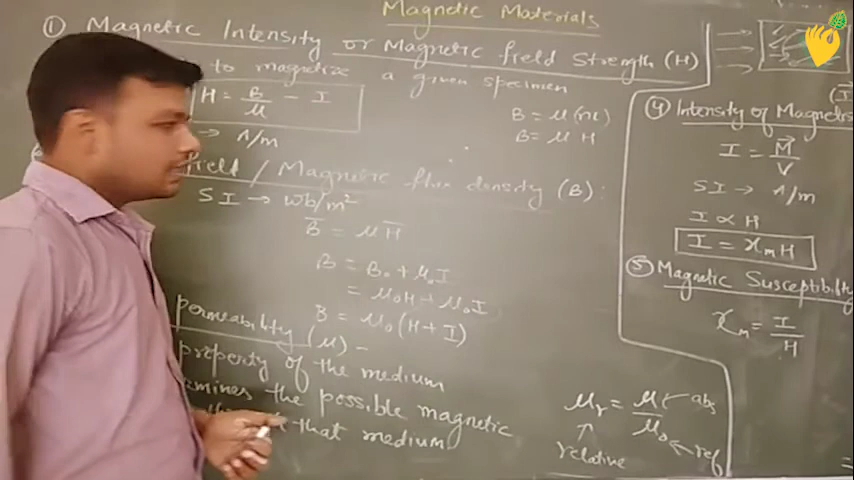 Magnetic Materials
① Magnetic Intensity or Magnetic field Strength (H)
to magnetize a given specimen
H = B/μ - I
→ A/m
B = μ(nI)
B = μ H
field / Magnetic flux density (B):
SI → wb/m²
B = μH
B = B₀ + μ₀I
= μ₀H + μ₀I
B = μ₀(H + I)
permeability (μ) -
property of the medium
the possible magnetic
that medium
μr = μ/μ₀
abs
ref
relative
(I
④ Intensity of Magnetis
I = M/V
SI → A/m
I ∝ H
I = χm H
⑤ Magnetic Susceptibility
χm = I/H